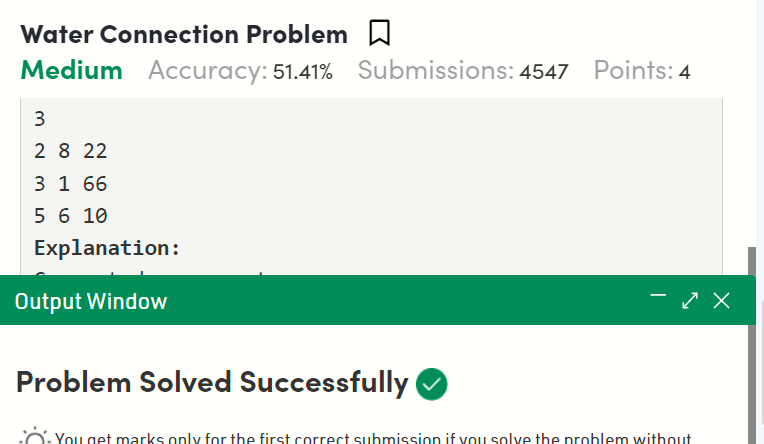 Water Connection Problem
Medium Accuracy: 51.41% Submissions: 4547 Points: 4
3
2 8 22
3 1 66
5 6 10
Explanation:
Output Window
Problem Solved Successfully
You get marks only for the first correct submission if you solve the problem without